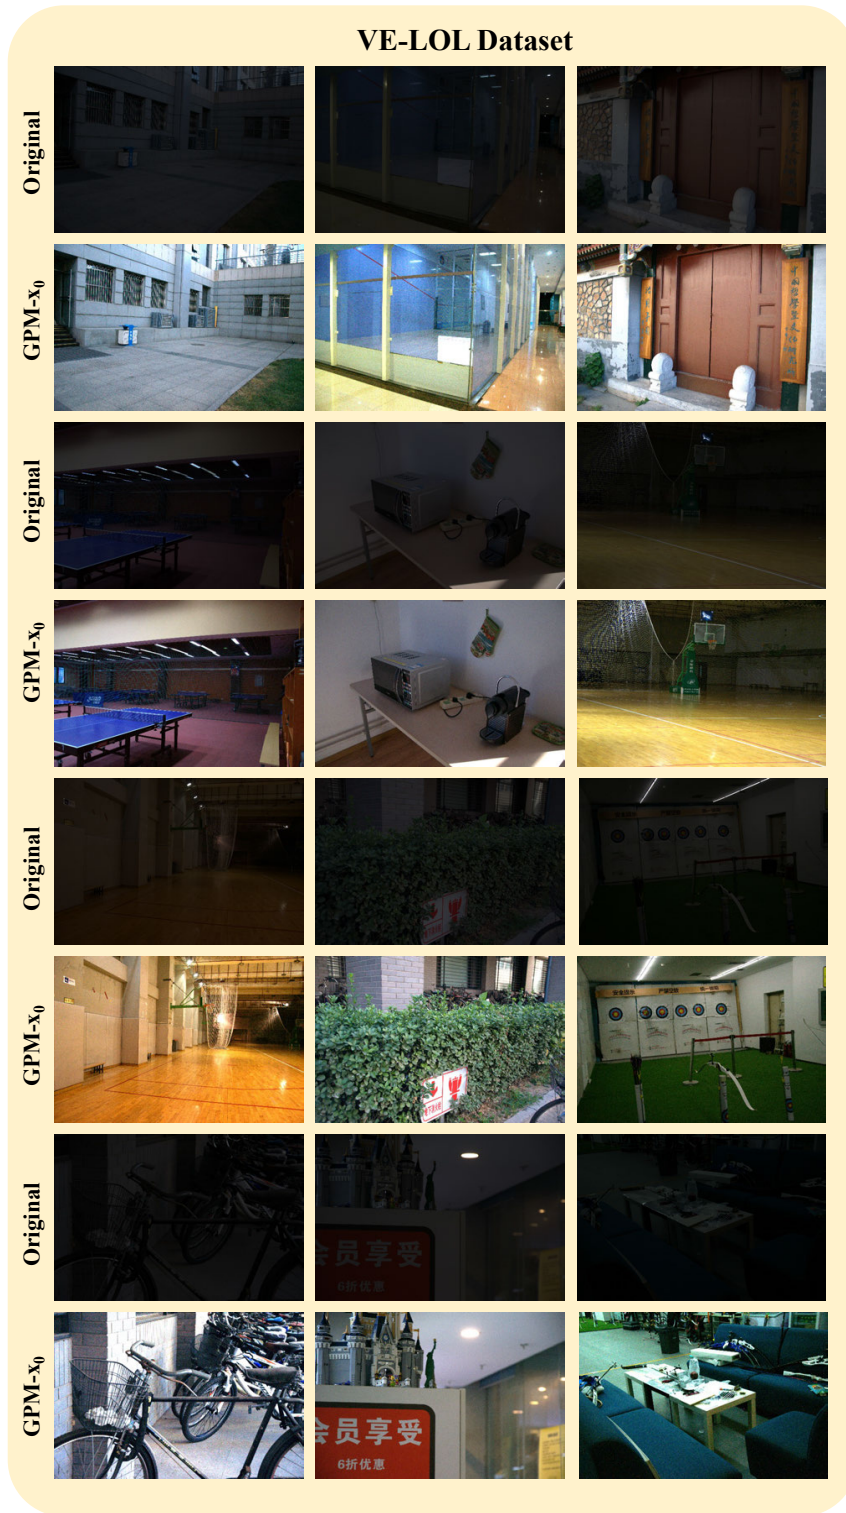 VE-LOL Dataset
Original
GPM-x₀
Original
GPM-x₀
Original
GPM-x₀
Original
会员享受
6折优惠
GPM-x₀
会员享受
6折优惠